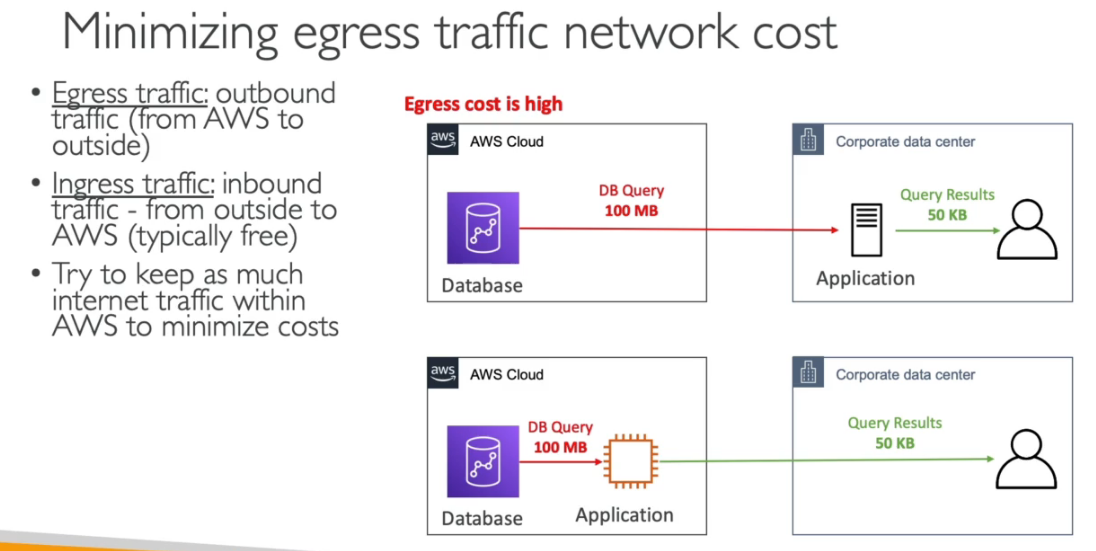 Minimizing egress traffic network cost
• Egress traffic: outbound
traffic (from AWS to
outside)
• Ingress traffic: inbound
traffic - from outside to
AWS (typically free)
• Try to keep as much
internet traffic within
AWS to minimize costs
Egress cost is high
aws
AWS Cloud
DB Query
100 MB
Database
Corporate data center
Query Results
50 KB
Application
aws
AWS Cloud
DB Query
100 MB
Database
Application
Corporate data center
Query Results
50 KB